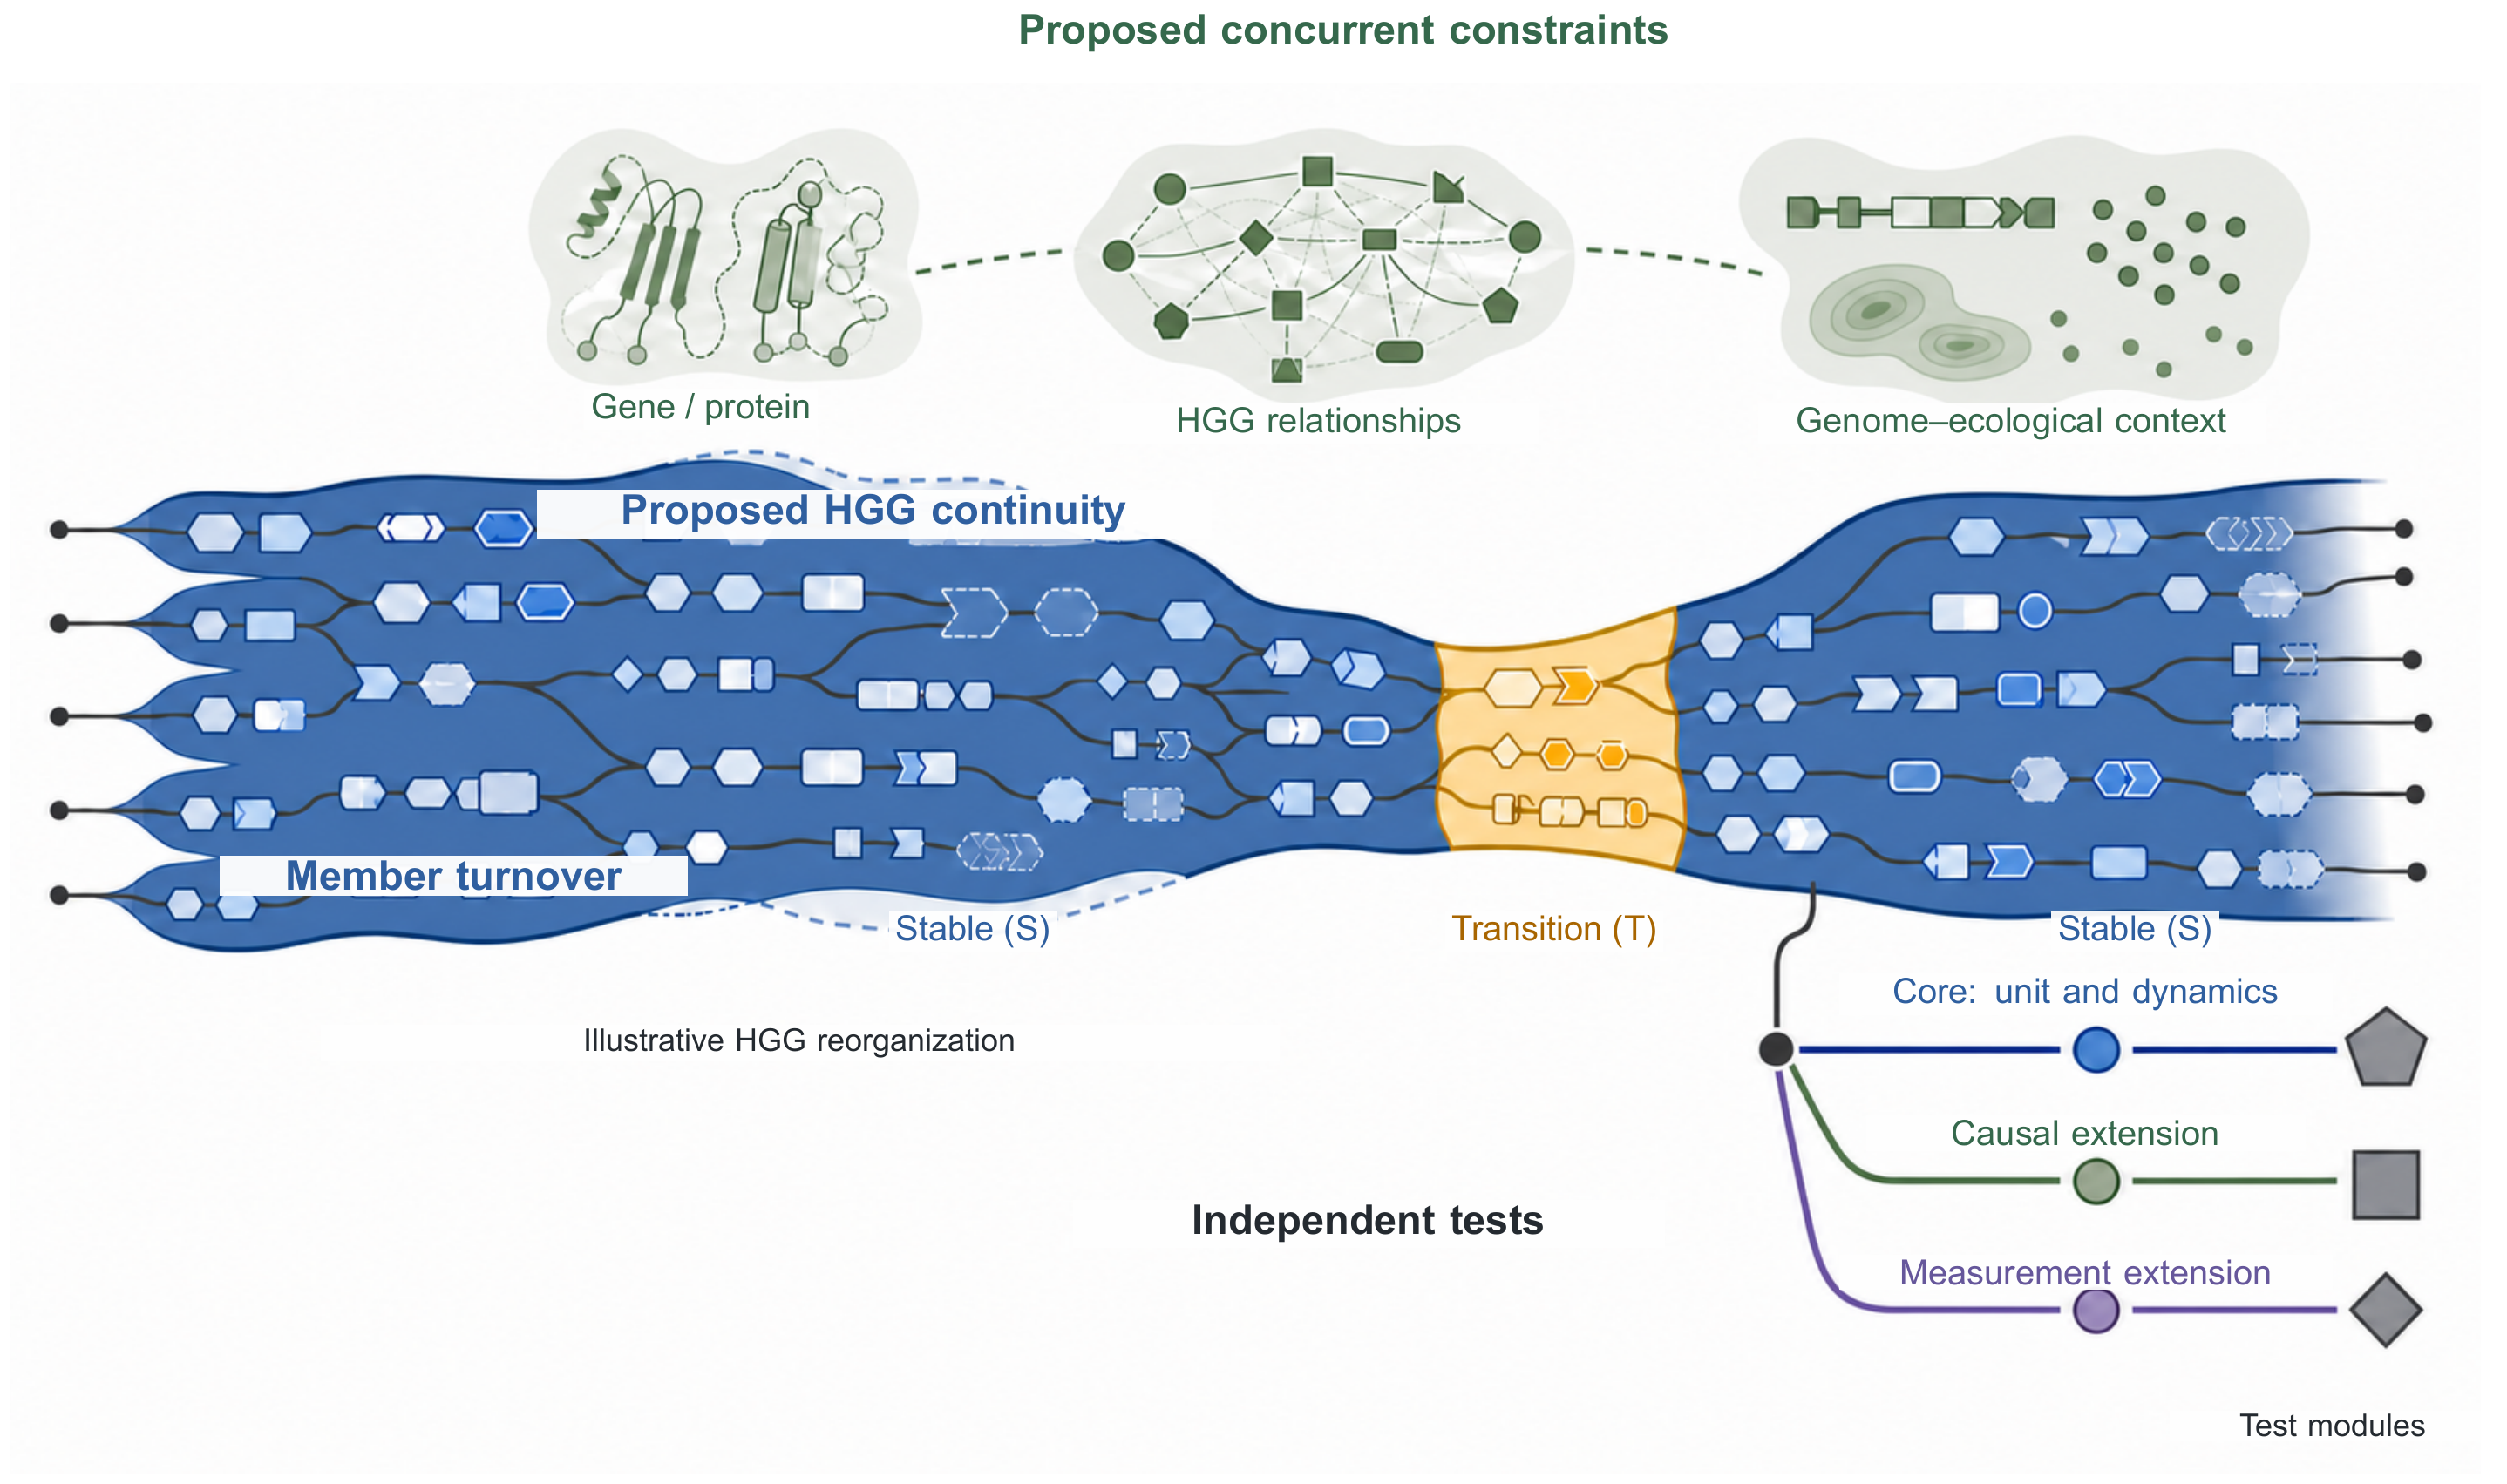 Proposed concurrent constraints
Gene / protein
HGG relationships
Genome–ecological context
Proposed HGG continuity
Member turnover
Stable (S)
Transition (T)
Stable (S)
Core: unit and dynamics
Illustrative HGG reorganization
Causal extension
Independent tests
Measurement extension
Test modules